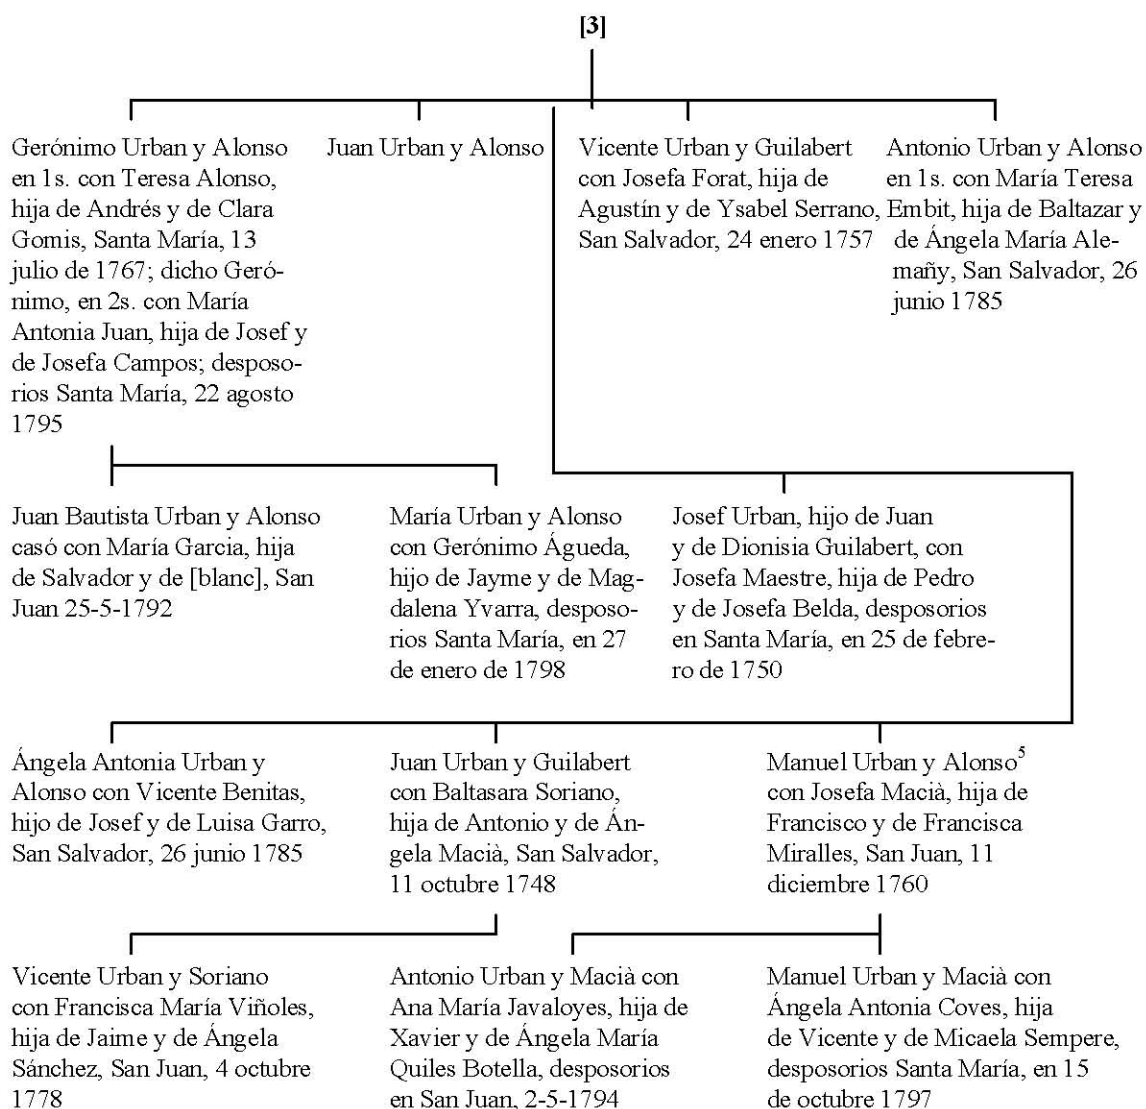 [3]
Gerónimo Urban y Alonso
en 1s. con Teresa Alonso,
hija de Andrés y de Clara
Gomis, Santa María, 13
julio de 1767; dicho Geró-
nimo, en 2s. con María
Antonia Juan, hija de Josef y
de Josefa Campos; desposo-
rios Santa María, 22 agosto
1795
Juan Urban y Alonso
Vicente Urban y Guilabert
con Josefa Forat, hija de
Agustín y de Ysabel Serrano,
San Salvador, 24 enero 1757
Antonio Urban y Alonso
en 1s. con María Teresa
Embit, hija de Baltazar y
de Ángela María Ale-
mañy, San Salvador, 26
junio 1785
Juan Bautista Urban y Alonso
casó con María Garcia, hija
de Salvador y de [blanc], San
Juan 25-5-1792
María Urban y Alonso
con Gerónimo Águeda,
hijo de Jayme y de Mag-
dalena Yvarra, desposo-
rios Santa María, en 27
de enero de 1798
Josef Urban, hijo de Juan
y de Dionisia Guilabert, con
Josefa Maestre, hija de Pedro
y de Josefa Belda, desposorios
en Santa María, en 25 de febre-
ro de 1750
Ángela Antonia Urban y
Alonso con Vicente Benitas,
hijo de Josef y de Luisa Garro,
San Salvador, 26 junio 1785
Juan Urban y Guilabert
con Baltasara Soriano,
hija de Antonio y de Án-
gela Macià, San Salvador,
11 octubre 1748
Manuel Urban y Alonso⁵
con Josefa Macià, hija de
Francisco y de Francisca
Miralles, San Juan, 11
diciembre 1760
Vicente Urban y Soriano
con Francisca María Viñoles,
hija de Jaime y de Ángela
Sánchez, San Juan, 4 octubre
1778
Antonio Urban y Macià con
Ana María Javaloyes, hija de
Xavier y de Ángela María
Quiles Botella, desposorios
en San Juan, 2-5-1794
Manuel Urban y Macià con
Ángela Antonia Coves, hija
de Vicente y de Micaela Sempere,
desposorios Santa María, en 15
de octubre 1797